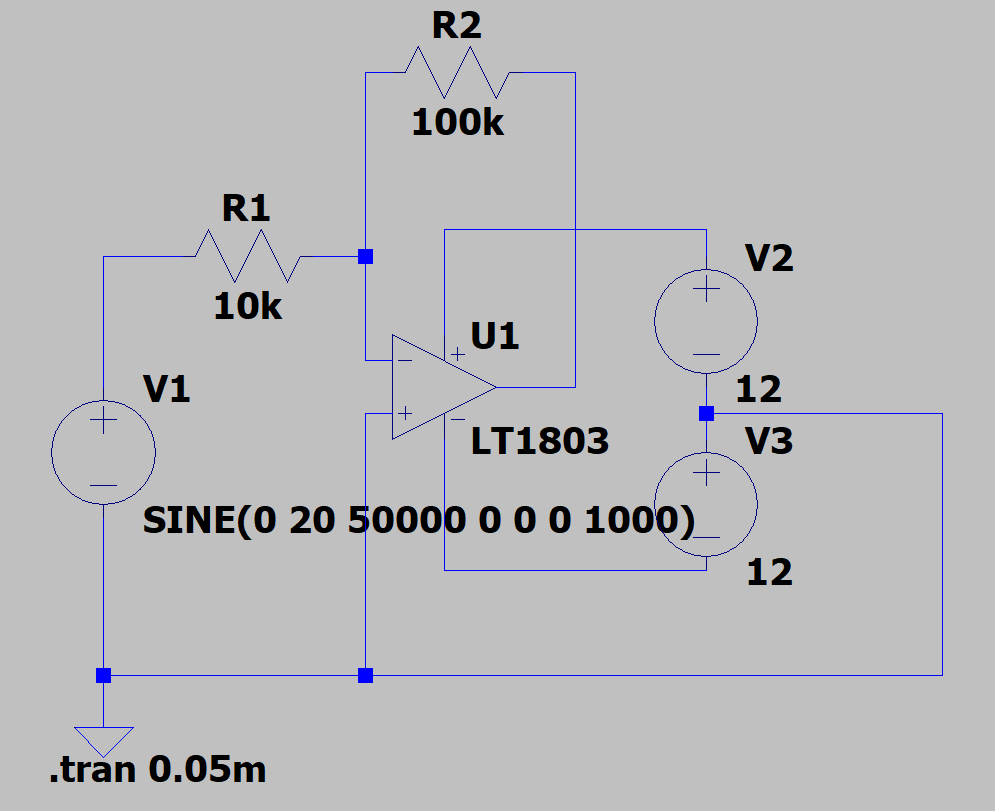 R2
100k
R1
10k
V2
U1
V1
12
LT1803
V3
SINE(0 20 50000 0 0 0 1000)
12
.tran 0.05m